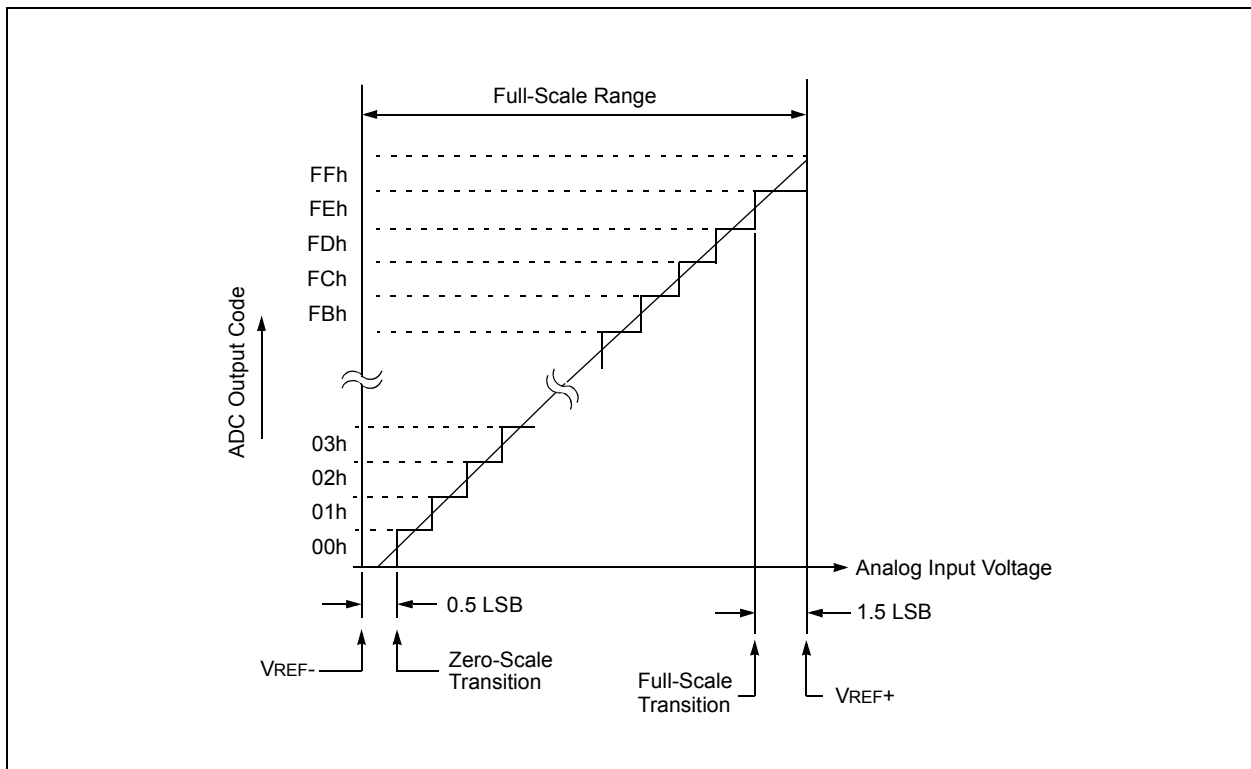 Full-Scale Range
FFh
FEh
FDh
FCh
FBh
ADC Output Code
03h
02h
01h
00h
Analog Input Voltage
0.5 LSB
1.5 LSB
VREF-
Zero-Scale
Transition
Full-Scale
Transition
VREF+